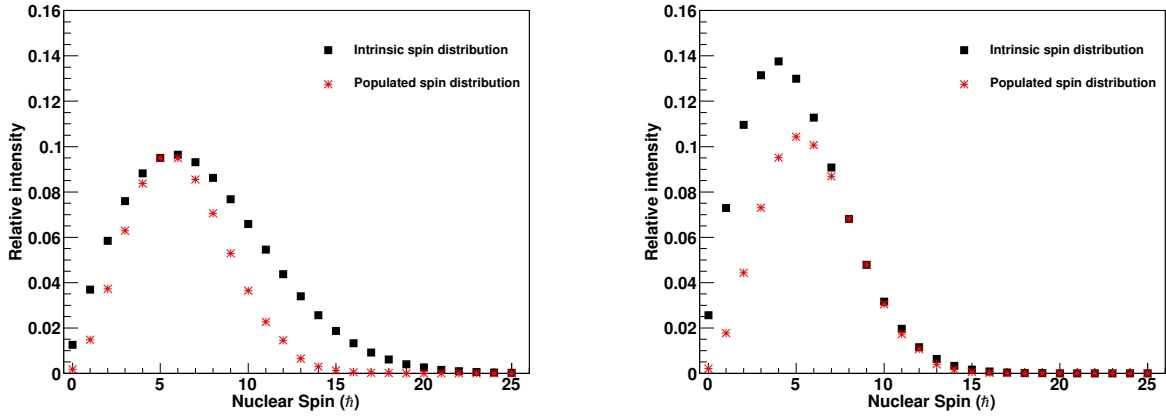 0.16
0.14
0.12
0.1
0.08
0.06
0.04
0.02
0
Relative intensity
Intrinsic spin distribution
Populated spin distribution
0 5 10 15 20 25
Nuclear Spin (ℏ)
0.16
0.14
0.12
0.1
0.08
0.06
0.04
0.02
0
Relative intensity
Intrinsic spin distribution
Populated spin distribution
0 5 10 15 20 25
Nuclear Spin (ℏ)